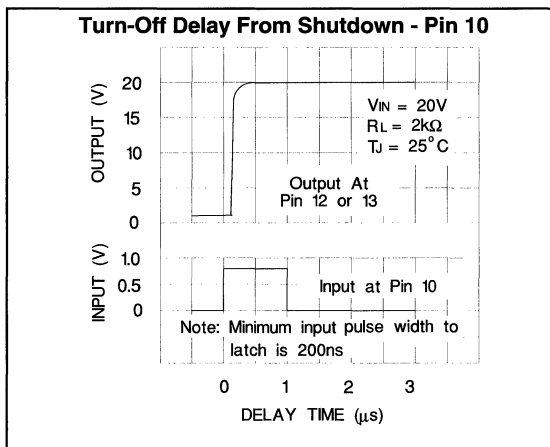 Turn-Off Delay From Shutdown - Pin 10
OUTPUT (V)
20
15
10
5
0
VIN = 20V
RL = 2kΩ
TJ = 25°C
Output At
Pin 12 or 13
INPUT (V)
1.0
0.5
0
Input at Pin 10
Note: Minimum input pulse width to
latch is 200ns
0 1 2 3
DELAY TIME (μs)